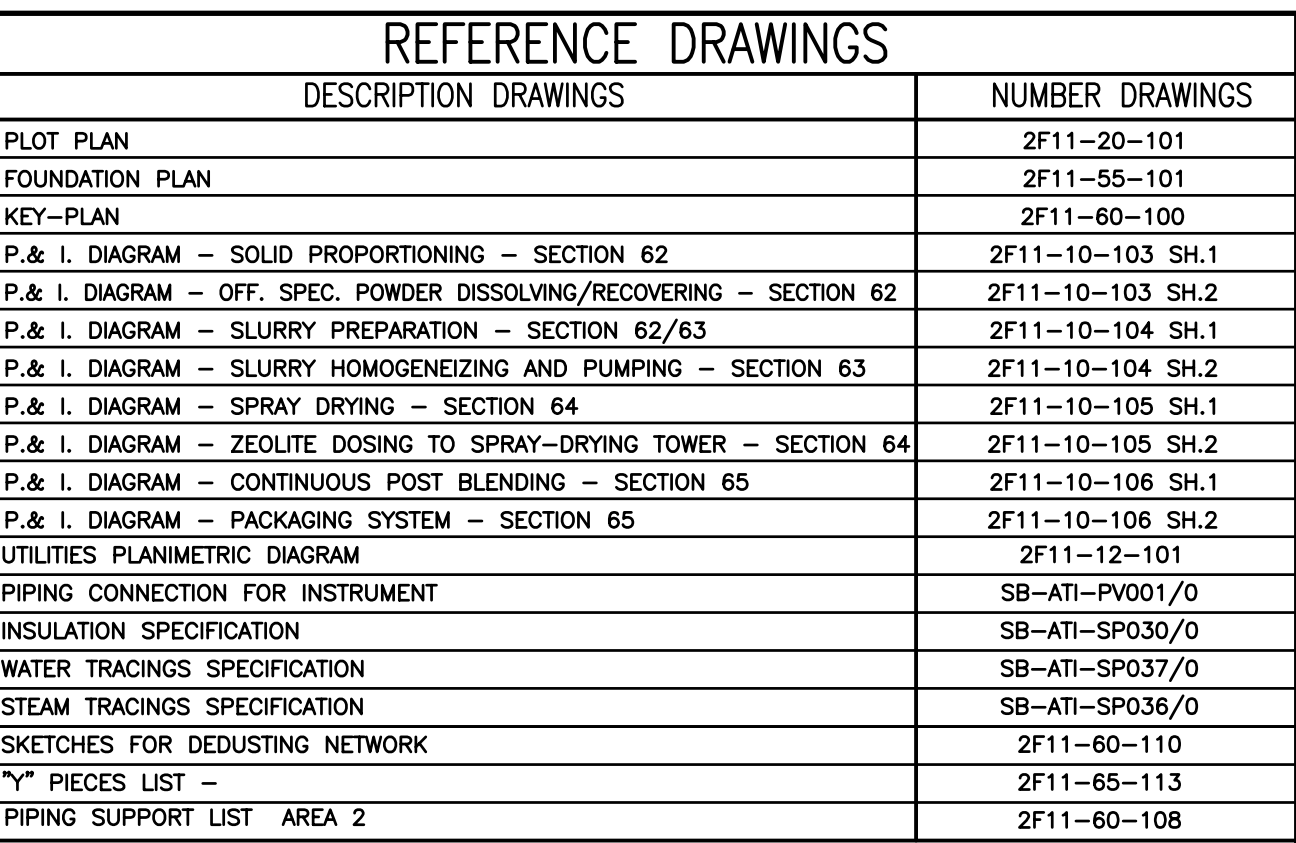 REFERENCE DRAWINGS
DESCRIPTION DRAWINGS NUMBER DRAWINGS
PLOT PLAN 2F11-20-101
FOUNDATION PLAN 2F11-55-101
KEY-PLAN 2F11-60-100
P.& I. DIAGRAM - SOLID PROPORTIONING - SECTION 62 2F11-10-103 SH.1
P.& I. DIAGRAM - OFF. SPEC. POWDER DISSOLVING/RECOVERING - SECTION 62 2F11-10-103 SH.2
P.& I. DIAGRAM - SLURRY PREPARATION - SECTION 62/63 2F11-10-104 SH.1
P.& I. DIAGRAM - SLURRY HOMOGENEIZING AND PUMPING - SECTION 63 2F11-10-104 SH.2
P.& I. DIAGRAM - SPRAY DRYING - SECTION 64 2F11-10-105 SH.1
P.& I. DIAGRAM - ZEOLITE DOSING TO SPRAY-DRYING TOWER - SECTION 64 2F11-10-105 SH.2
P.& I. DIAGRAM - CONTINUOUS POST BLENDING - SECTION 65 2F11-10-106 SH.1
P.& I. DIAGRAM - PACKAGING SYSTEM - SECTION 65 2F11-10-106 SH.2
UTILITIES PLANIMETRIC DIAGRAM 2F11-12-101
PIPING CONNECTION FOR INSTRUMENT SB-ATI-PV001/0
INSULATION SPECIFICATION SB-ATI-SP030/0
WATER TRACINGS SPECIFICATION SB-ATI-SP037/0
STEAM TRACINGS SPECIFICATION SB-ATI-SP036/0
SKETCHES FOR DEDUSTING NETWORK 2F11-60-110
"Y" PIECES LIST - 2F11-65-113
PIPING SUPPORT LIST AREA 2 2F11-60-108